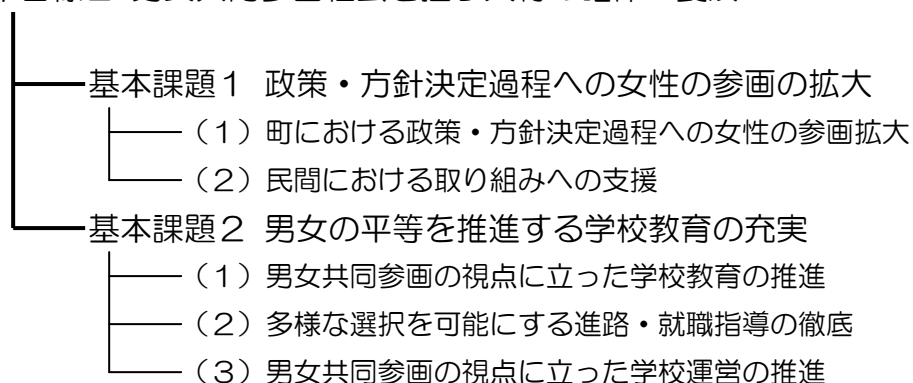 基本課題１ 政策・方針決定過程への女性の参画の拡大
（１）町における政策・方針決定過程への女性の参画拡大
（２）民間における取り組みへの支援
基本課題２ 男女の平等を推進する学校教育の充実
（１）男女共同参画の視点に立った学校教育の推進
（２）多様な選択を可能にする進路・就職指導の徹底
（３）男女共同参画の視点に立った学校運営の推進